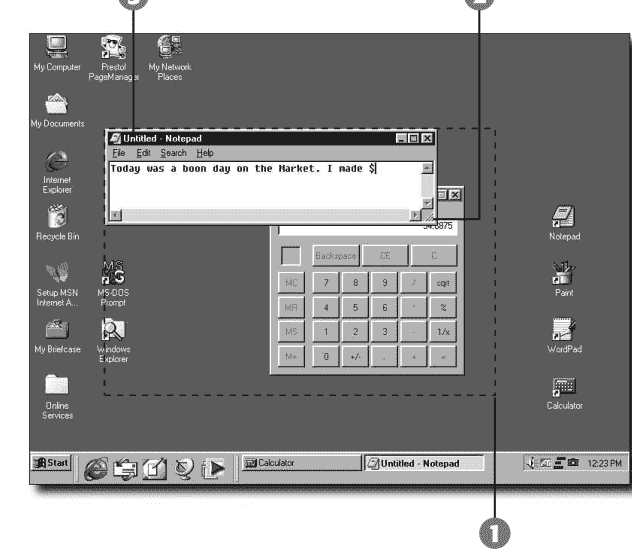 3
2
My Computer
Presto!
PageManager
My Network
Places
My Documents
Untitled - Notepad
File Edit Search Help
Today was a boon day on the Market. I made $
Internet
Explorer
Recycle Bin
Notepad
Backspace CE C
MC 7 8 9 / sqrt
Setup MSN
Internet A...
MS-DOS
Prompt
Paint
MR 4 5 6 * %
MS 1 2 3 - 1/x
My Briefcase
Windows
Explorer
WordPad
M+ 0 +/- . + =
Online
Services
Calculator
Start
Calculator
Untitled - Notepad
12:23 PM
1